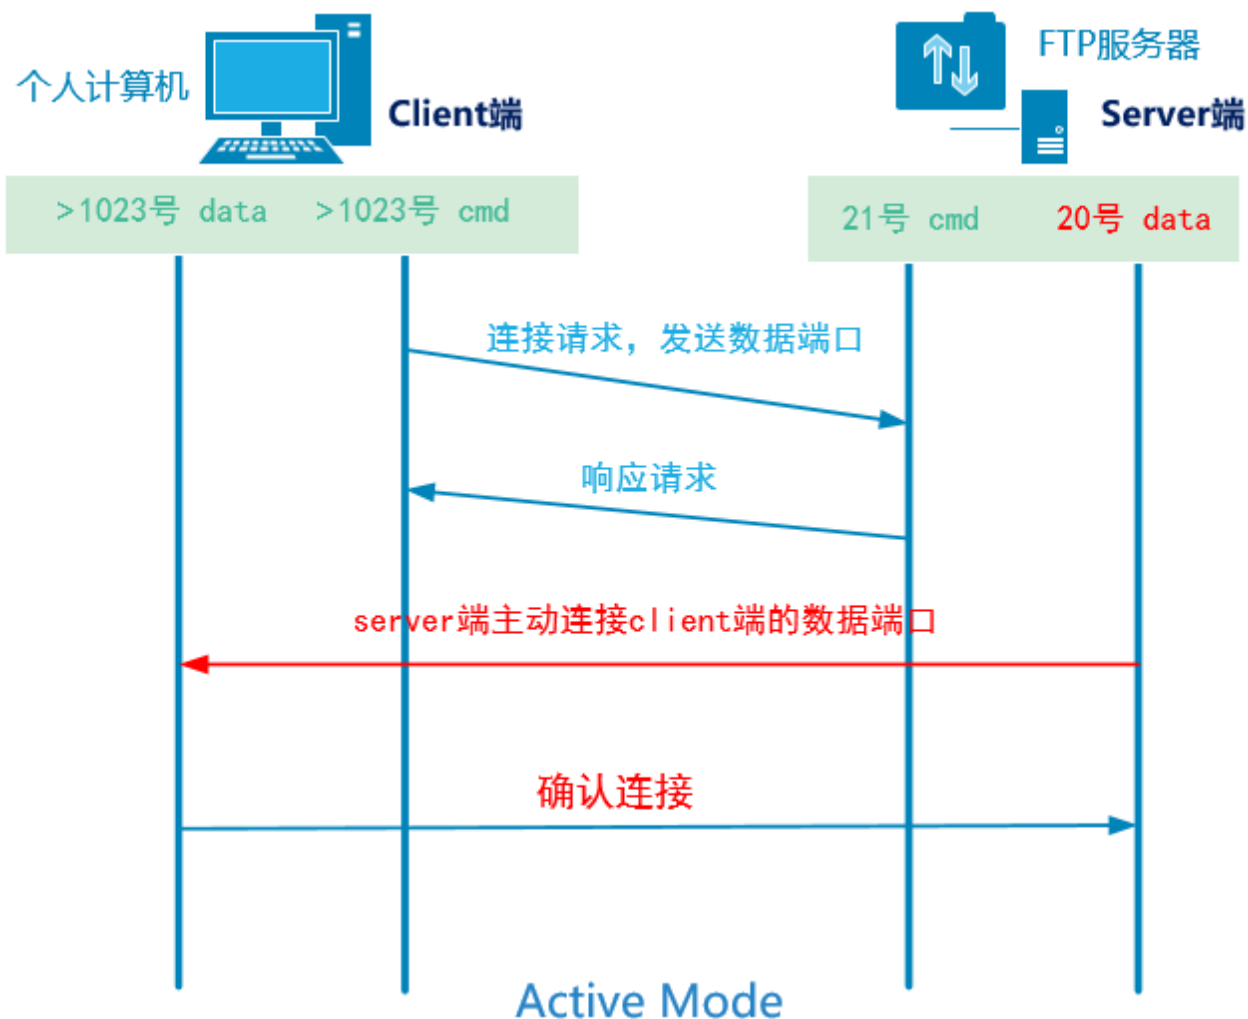 个人计算机
Client端
FTP服务器
Server端
>1023号 data
>1023号 cmd
21号 cmd
20号 data
连接请求，发送数据端口
响应请求
server端主动连接client端的数据端口
确认连接
Active Mode